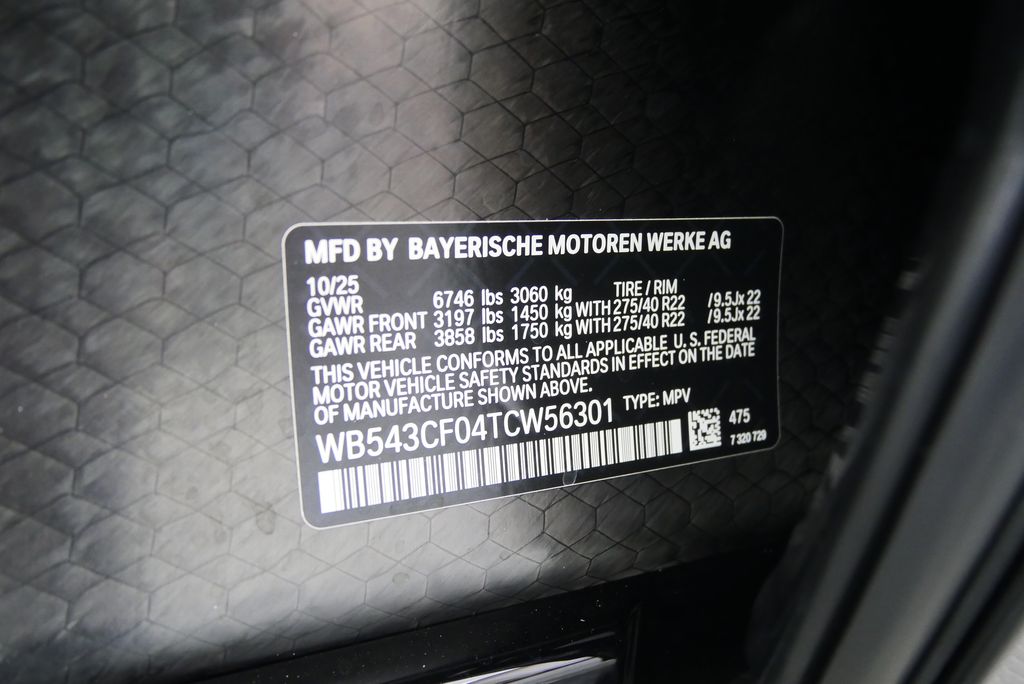 MFD BY BAYERISCHE MOTOREN WERKE AG
10/25 TIRE / RIM
GVWR 6746 lbs 3060 kg
GAWR FRONT 3197 lbs 1450 kg WITH 275/40 R22 /9.5Jx 22
GAWR REAR 3858 lbs 1750 kg WITH 275/40 R22 /9.5Jx 22
THIS VEHICLE CONFORMS TO ALL APPLICABLE U. S. FEDERAL
MOTOR VEHICLE SAFETY STANDARDS IN EFFECT ON THE DATE
OF MANUFACTURE SHOWN ABOVE.
WB543CF04TCW56301 TYPE: MPV
475
7 320 729